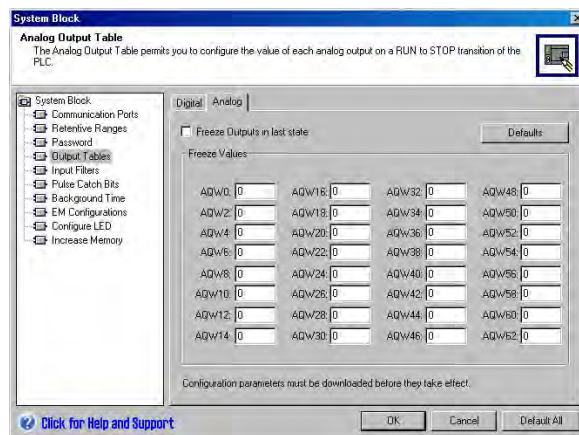 System Block
Analog Output Table
The Analog Output Table permits you to configure the value of each analog output on a RUN to STOP transition of the
PLC.
System Block
Communication Ports
Retentive Ranges
Password
Output Tables
Input Filters
Pulse Catch Bits
Background Time
EM Configurations
Configure LED
Increase Memory
Digital Analog
Freeze Outputs in last state
Defaults
Freeze Values
AQW0: 0 AQW16: 0 AQW32: 0 AQW48: 0
AQW2: 0 AQW18: 0 AQW34: 0 AQW50: 0
AQW4: 0 AQW20: 0 AQW36: 0 AQW52: 0
AQW6: 0 AQW22: 0 AQW38: 0 AQW54: 0
AQW8: 0 AQW24: 0 AQW40: 0 AQW56: 0
AQW10: 0 AQW26: 0 AQW42: 0 AQW58: 0
AQW12: 0 AQW28: 0 AQW44: 0 AQW60: 0
AQW14: 0 AQW30: 0 AQW46: 0 AQW62: 0
Configuration parameters must be downloaded before they take effect.
Click for Help and Support
OK Cancel Default All